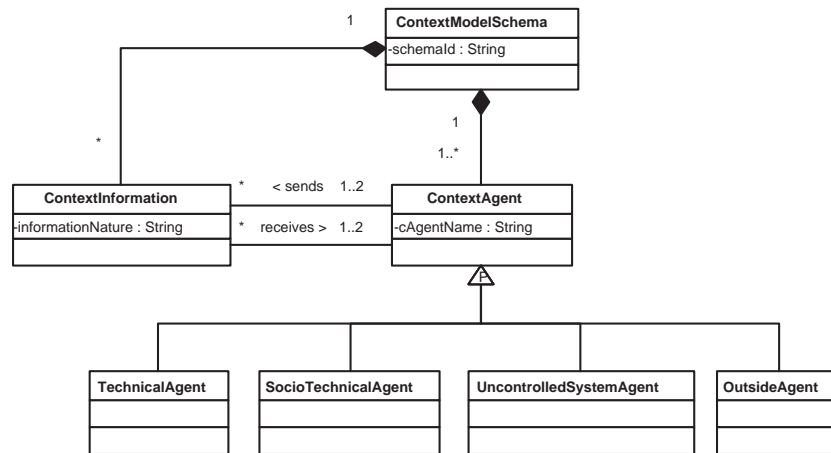 1
ContextModelSchema
-schemaId : String
1
*
1..*
ContextInformation
* < sends 1..2
ContextAgent
-informationNature : String
* receives > 1..2
-cAgentName : String
P
TechnicalAgent
SocioTechnicalAgent
UncontrolledSystemAgent
OutsideAgent